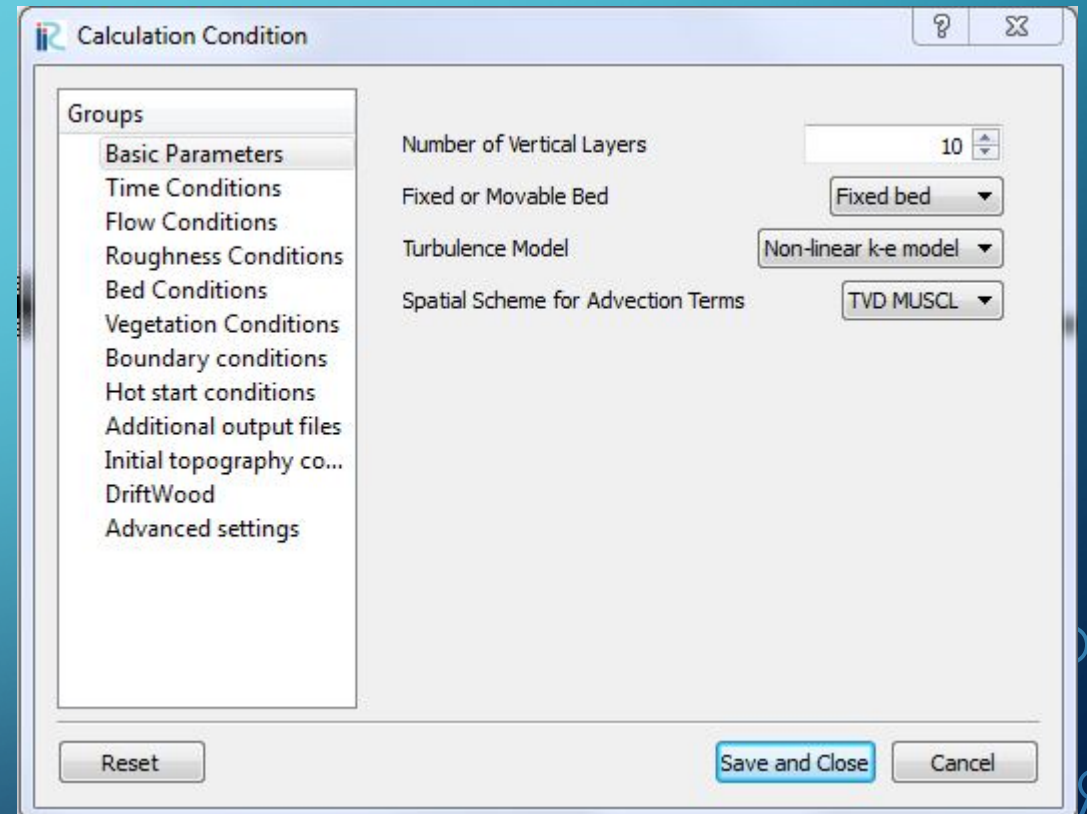 iRC Calculation Condition
Groups
Basic Parameters
Time Conditions
Flow Conditions
Roughness Conditions
Bed Conditions
Vegetation Conditions
Boundary conditions
Hot start conditions
Additional output files
Initial topography co...
DriftWood
Advanced settings
Number of Vertical Layers 10
Fixed or Movable Bed Fixed bed
Turbulence Model Non-linear k-e model
Spatial Scheme for Advection Terms TVD MUSCL
Reset Save and Close Cancel